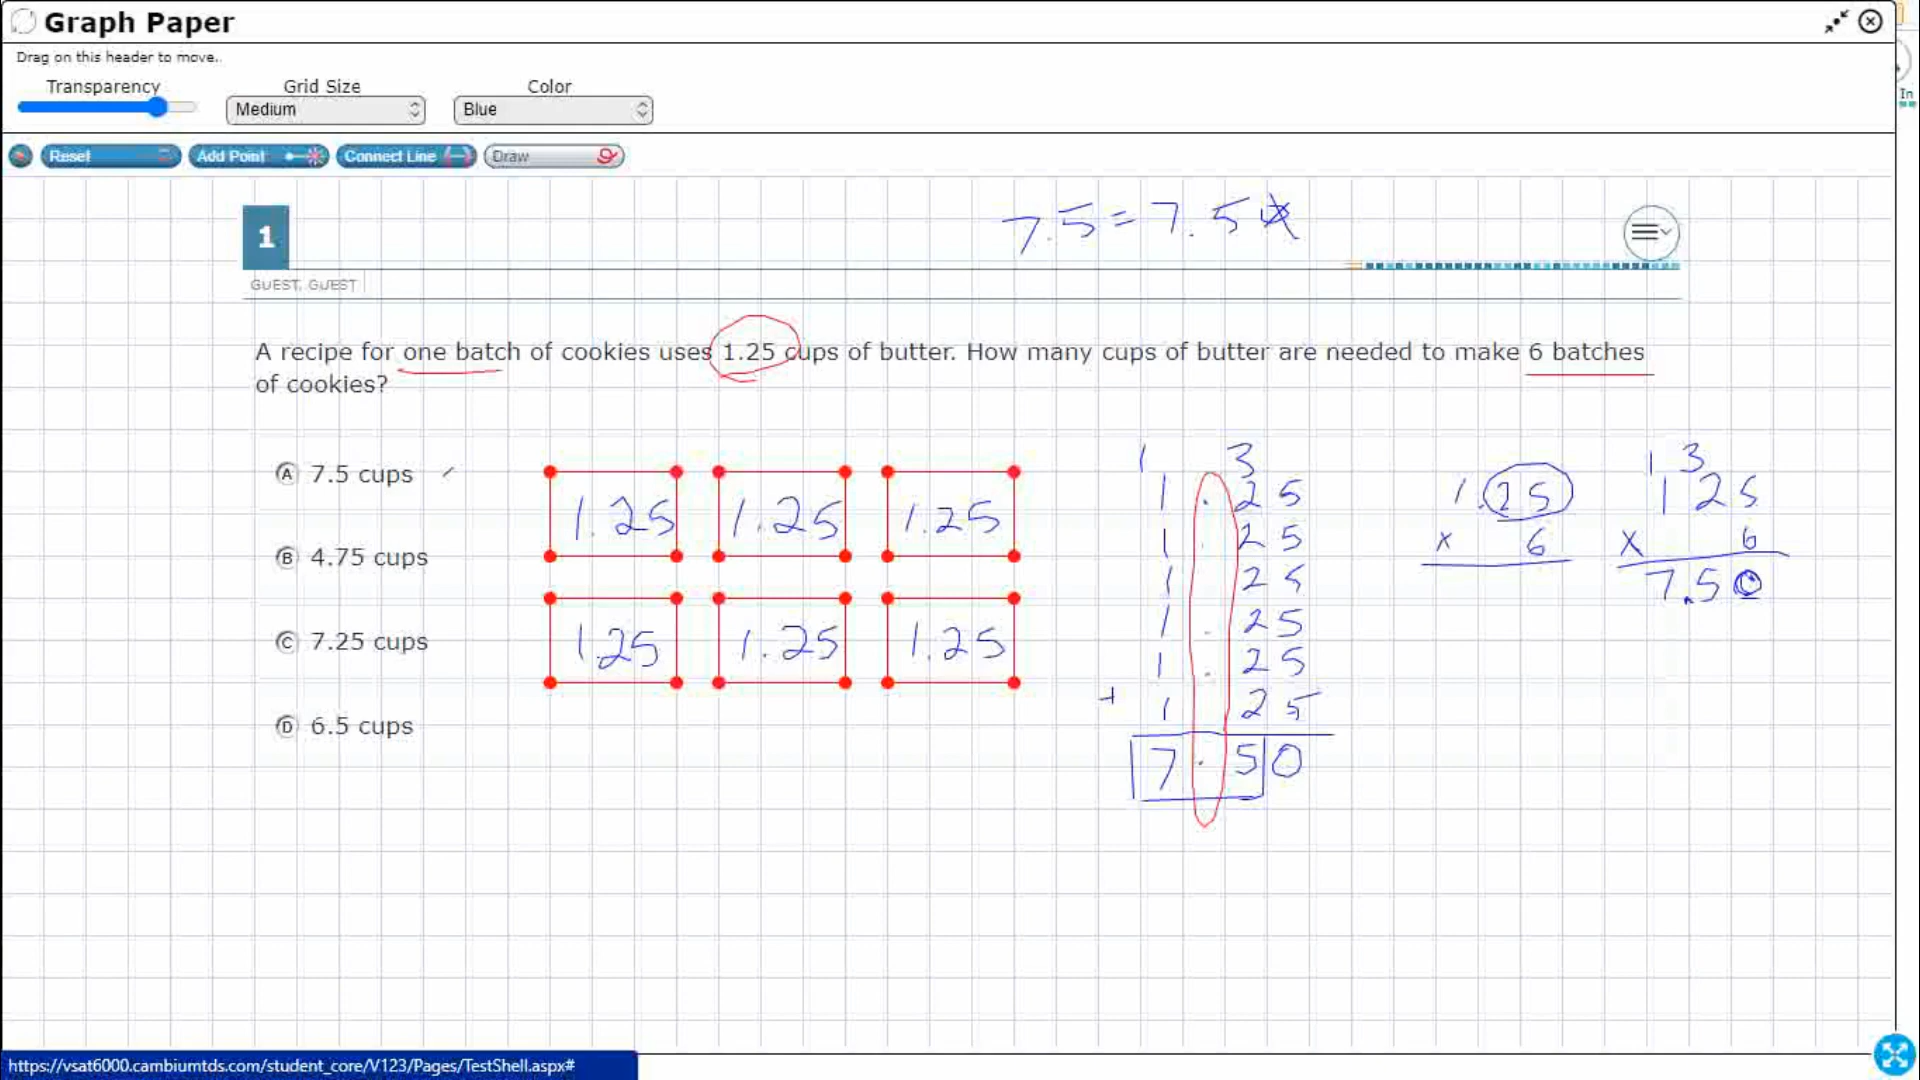 Graph Paper
Drag on this header to move..
Transparency
Grid Size
Color
Medium
Blue
Reset
Add Point
Connect Line
Draw
7.5 = 7.50
1
GUEST, GUEST
A recipe for one batch of cookies uses 1.25 cups of butter. How many cups of butter are needed to make 6 batches
of cookies?
A 7.5 cups
B 4.75 cups
C 7.25 cups
D 6.5 cups
1.25 1.25 1.25
1.25 1.25 1.25
1 3
1.25
1.25
1 25
1.25
1.25
+ 1 25
7.50
1.25
x 6
1 3
125
x 6
7.50
In
https://vsat6000.cambiumtds.com/student_core/V123/Pages/TestShell.aspx#